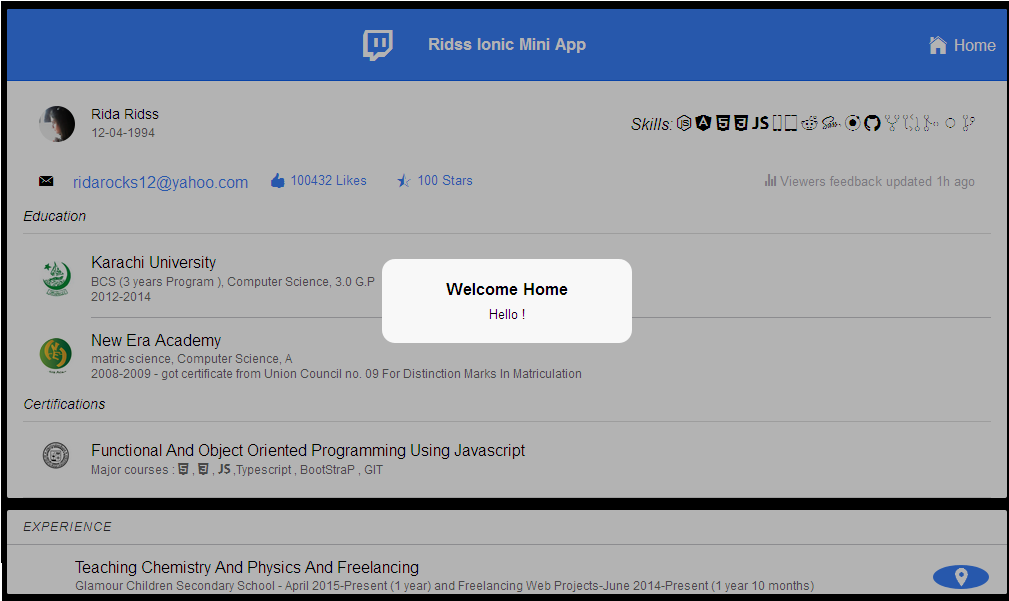 Ridss Ionic Mini App
Home
Rida Ridss
12-04-1994
Skills: JS Sass
ridarocks12@yahoo.com 100432 Likes 100 Stars Viewers feedback updated 1h ago
Education
Karachi University
BCS (3 years Program ), Computer Science, 3.0 G.P
2012-2014
Welcome Home
Hello !
New Era Academy
matric science, Computer Science, A
2008-2009 - got certificate from Union Council no. 09 For Distinction Marks In Matriculation
Certifications
Functional And Object Oriented Programming Using Javascript
Major courses : , , JS ,Typescript , BootStraP , GIT
EXPERIENCE
Teaching Chemistry And Physics And Freelancing
Glamour Children Secondary School - April 2015-Present (1 year) and Freelancing Web Projects-June 2014-Present (1 year 10 months)